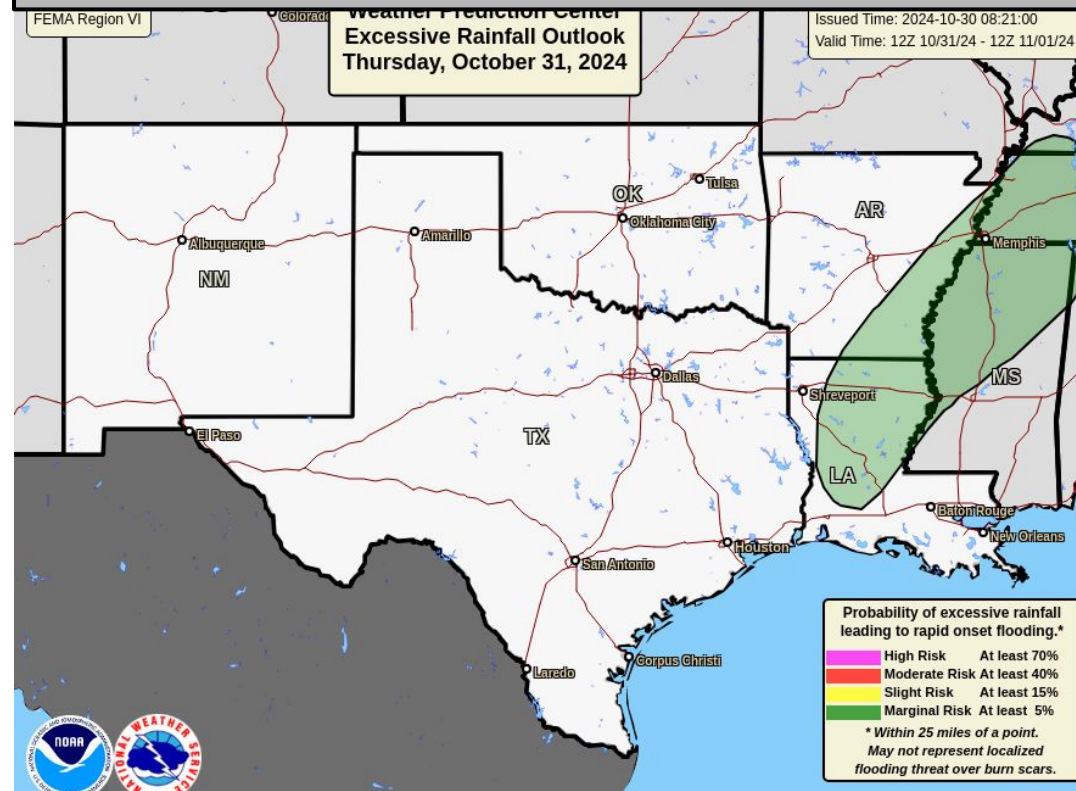 FEMA Region VI
Colorado
Weather Prediction Center
Excessive Rainfall Outlook
Thursday, October 31, 2024
Issued Time: 2024-10-30 08:21:00
Valid Time: 12Z 10/31/24 - 12Z 11/01/24
Tulsa
OK
AR
Oklahoma City
Amarillo
Albuquerque
Memphis
NM
Dallas
MS
Shreveport
El Paso
TX
LA
Baton Rouge
New Orleans
Houston
San Antonio
Corpus Christi
Laredo
Probability of excessive rainfall
leading to rapid onset flooding.*
High Risk At least 70%
Moderate Risk At least 40%
Slight Risk At least 15%
Marginal Risk At least 5%
* Within 25 miles of a point.
May not represent localized
flooding threat over burn scars.
NOAA
NATIONAL WEATHER SERVICE